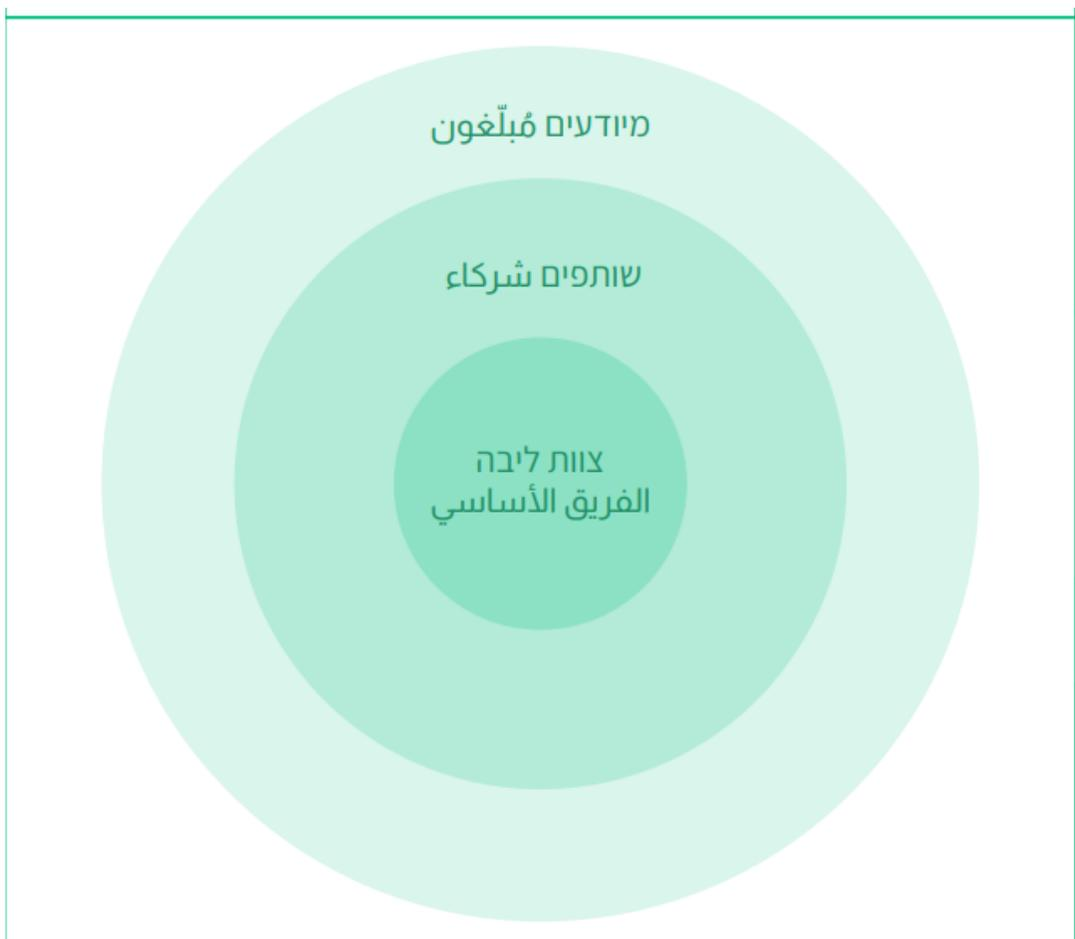 מיודעים مُبلّغون
שותפים شركاء
צוות ליבה
الفريق الأساسي